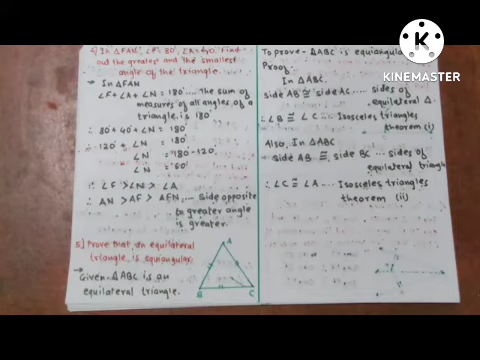 4) In △FAN, ∠F= 80°, ∠A=40°. Find
out the greatest and the smallest
angle of the triangle.
→ In △FAN
∠F+∠A+∠N = 180° .... The sum of
measures of all angles of a
triangle is 180°
∴ 80+40+∠N = 180°
∴ 120 + ∠N = 180°
∠N = 180-120
∠N = 60°
∴ ∠F > ∠N > ∠A
∴ AN > AF > FN .... side opposite
to greater angle
is greater.
5] Prove that, an equilateral
triangle is equiangular.
→ Given- △ABC is an
equilateral triangle.
A
B
C
To prove- △ABC is equiangular
Proof-
In △ABC.
side AB ≅ side AC..... sides of
equilateral △.
∴ ∠B ≅ ∠C .... Isosceles triangles
theorem (i)
Also, In △ABC
side AB ≅ side BC ... sides of
equilateral triangle
∴ ∠C ≅ ∠A .... Isosceles triangles
theorem (ii)
KINEMASTER